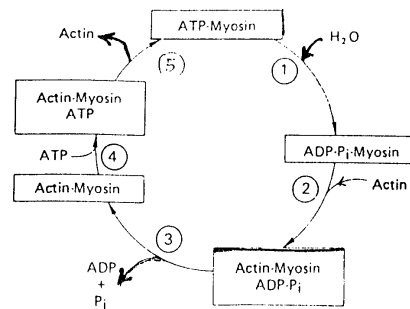 ATP·Myosin
Actin
⑤
①
H₂O
Actin·Myosin
ATP
ADP·Pᵢ·Myosin
ATP
④
②
Actin
Actin·Myosin
③
ADP
+
Pᵢ
Actin·Myosin
ADP·Pᵢ